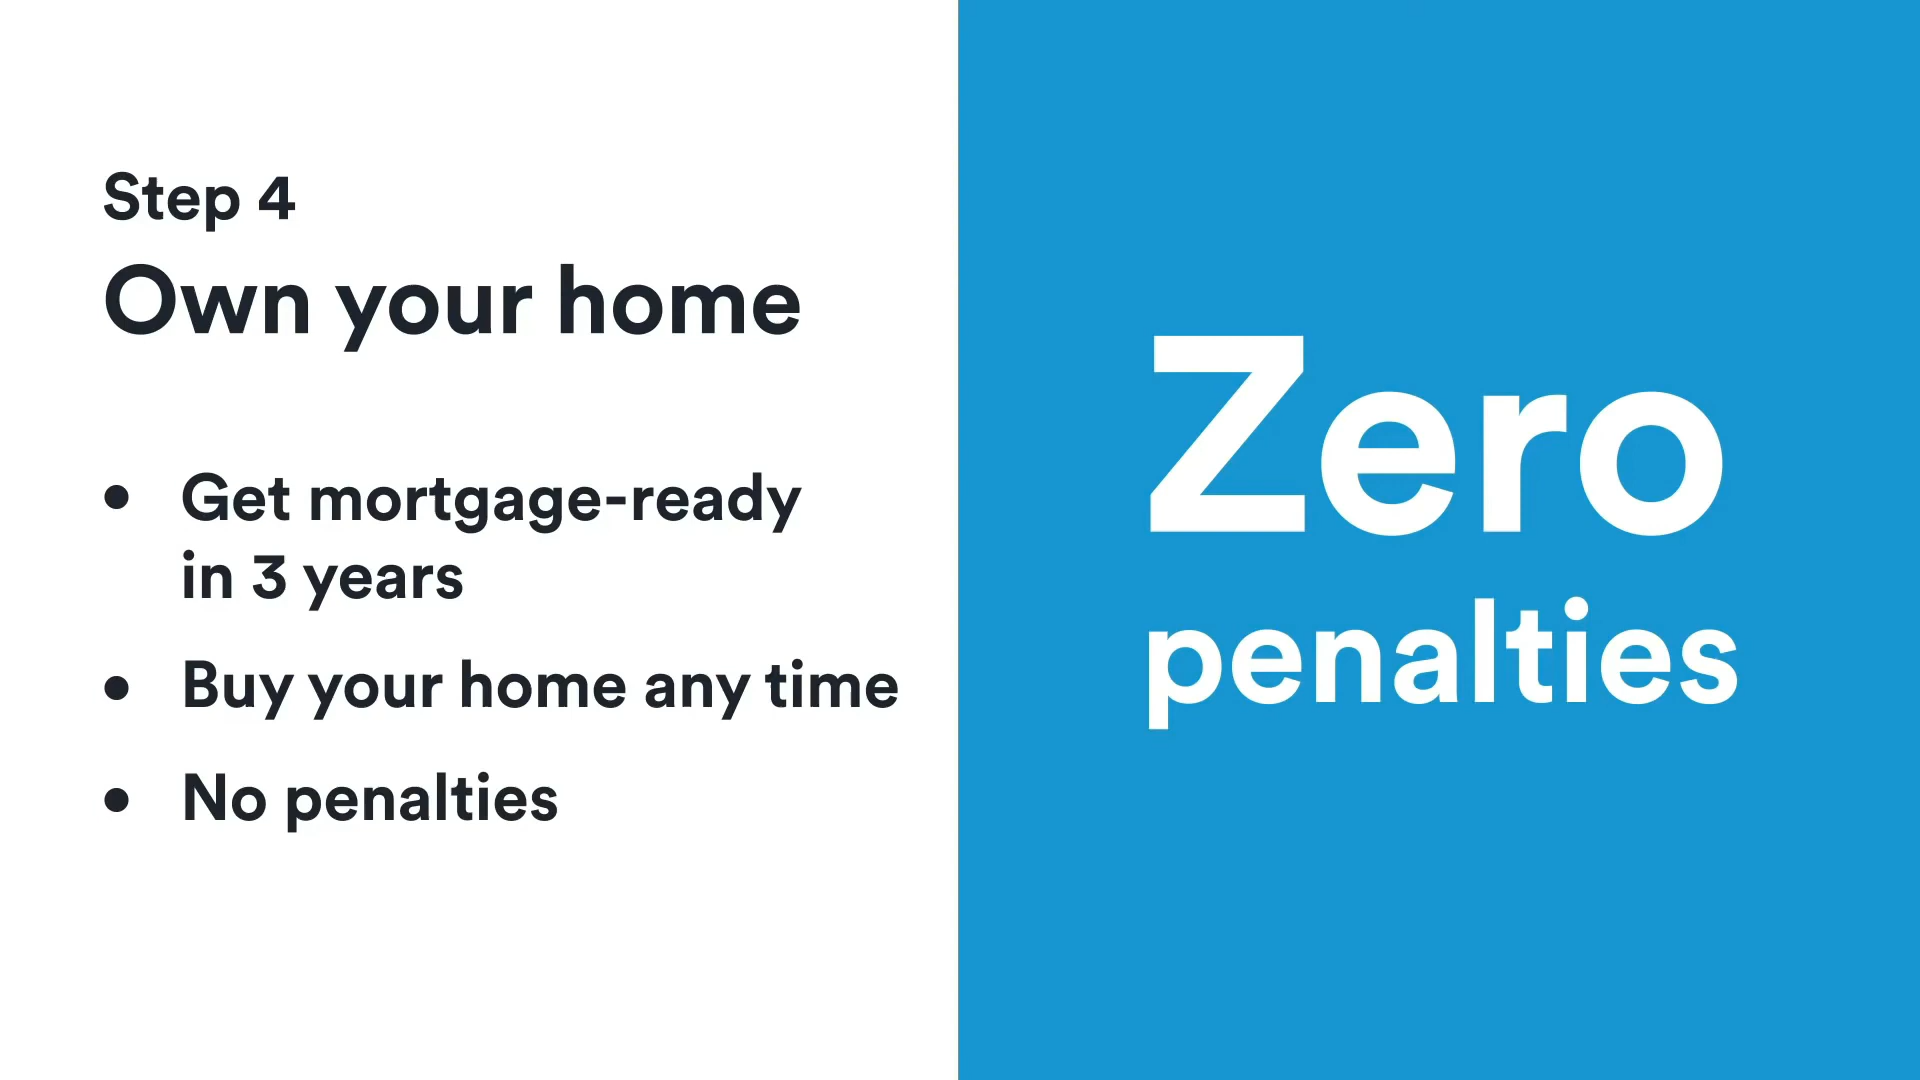 Step 4
Own your home
• Get mortgage-ready
in 3 years
• Buy your home any time
• No penalties
Zero
penalties